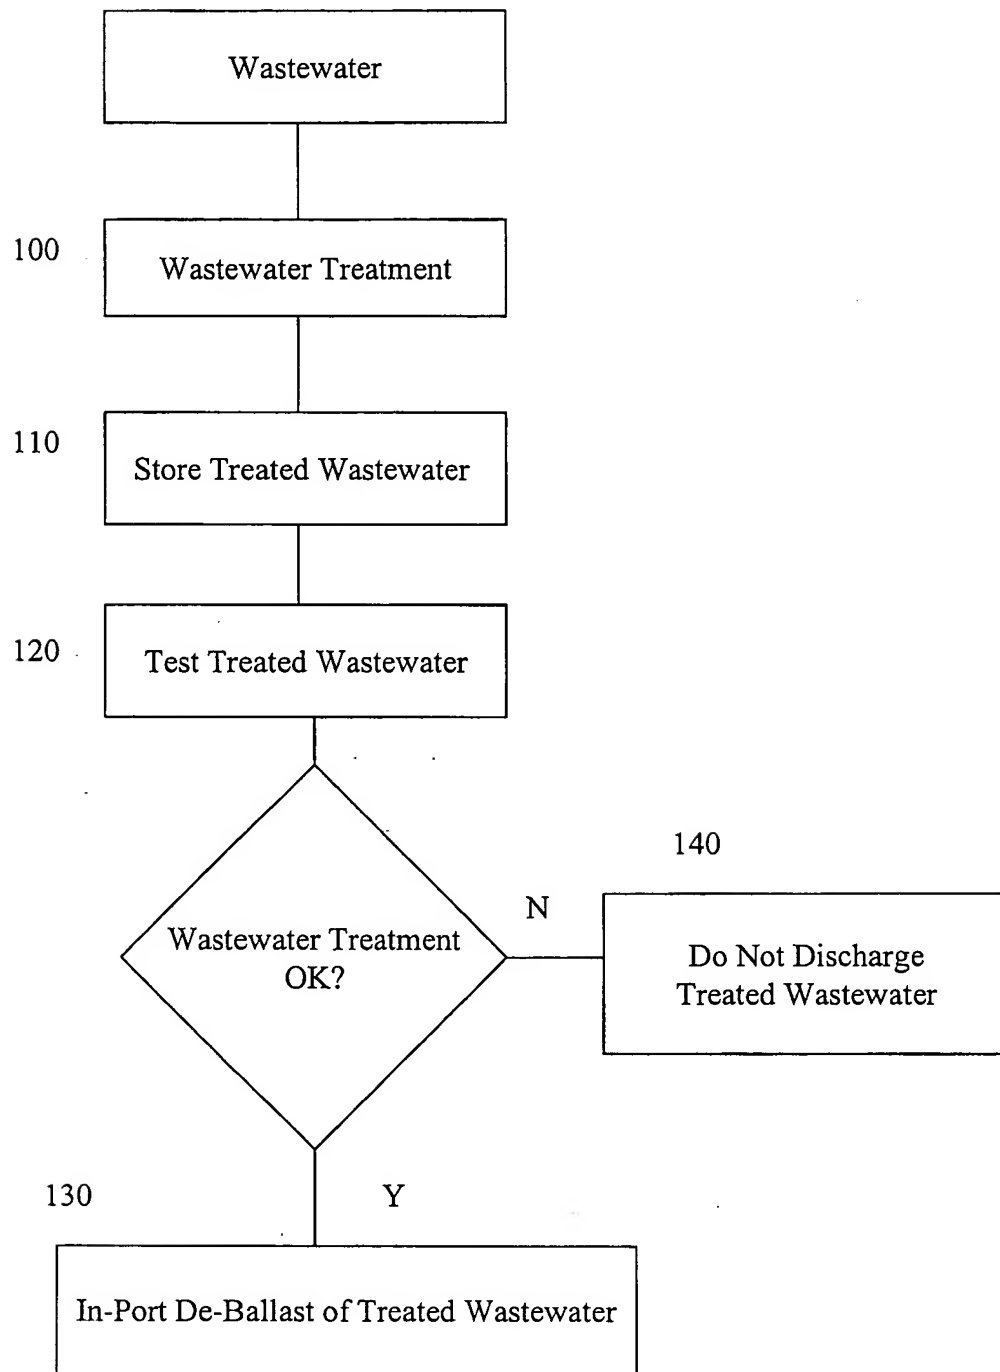 Wastewater
100
Wastewater Treatment
110
Store Treated Wastewater
120
Test Treated Wastewater
140
N
Wastewater Treatment
OK?
Do Not Discharge
Treated Wastewater
130
Y
In-Port De-Ballast of Treated Wastewater